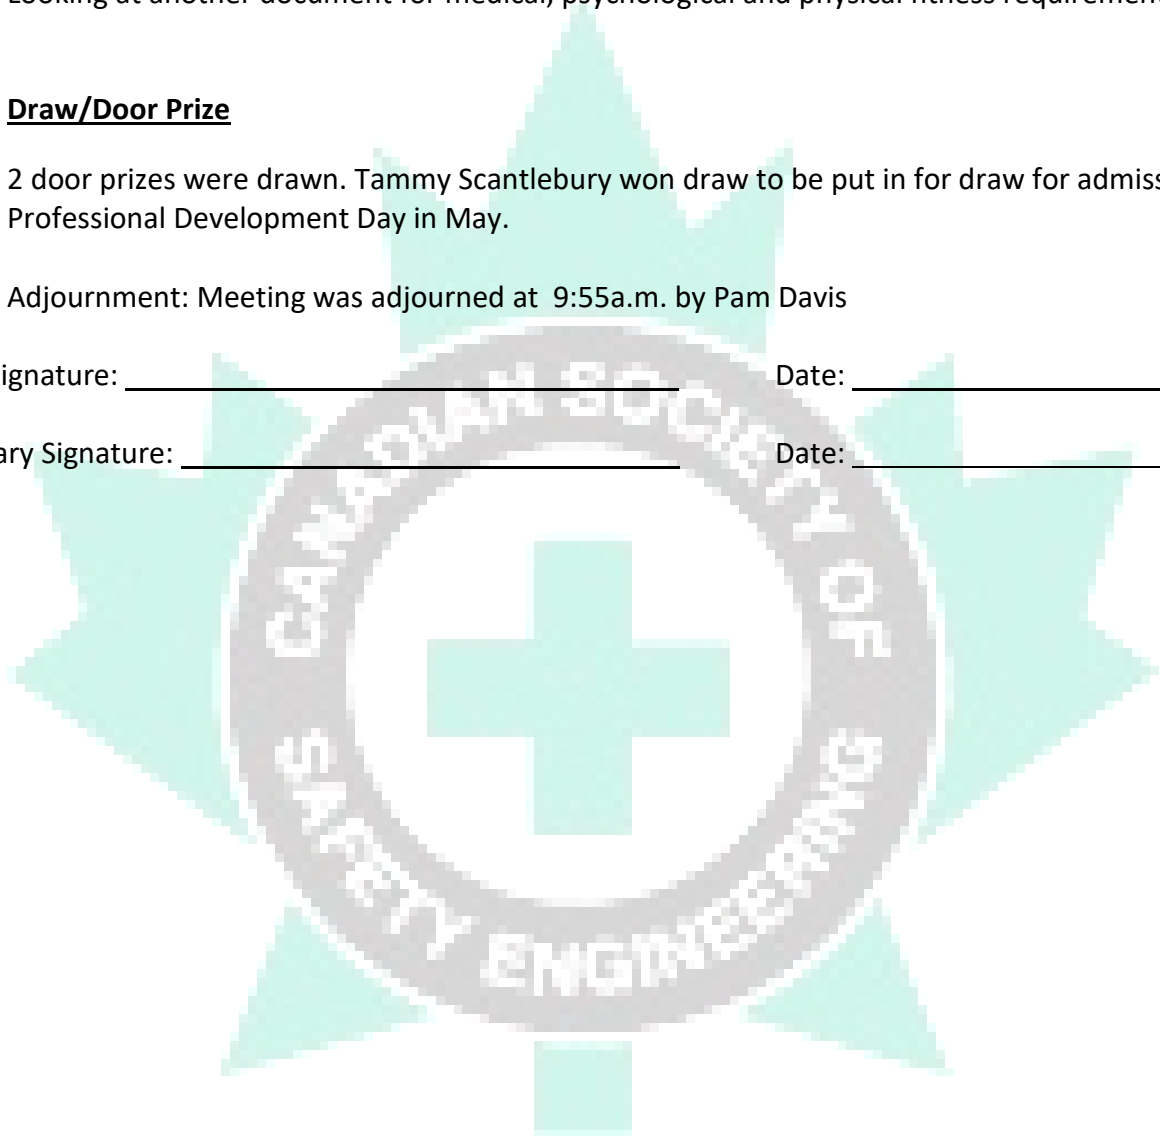 Looking at another document for medical, psychological and physical fitness requirement
Draw/Door Prize
2 door prizes were drawn. Tammy Scantlebury won draw to be put in for draw for admiss
Professional Development Day in May.
Adjournment: Meeting was adjourned at  9:55a.m. by Pam Davis
ignature: Date:
ary Signature: Date:
CANADIAN SOCIETY OF
SAFETY ENGINEERING